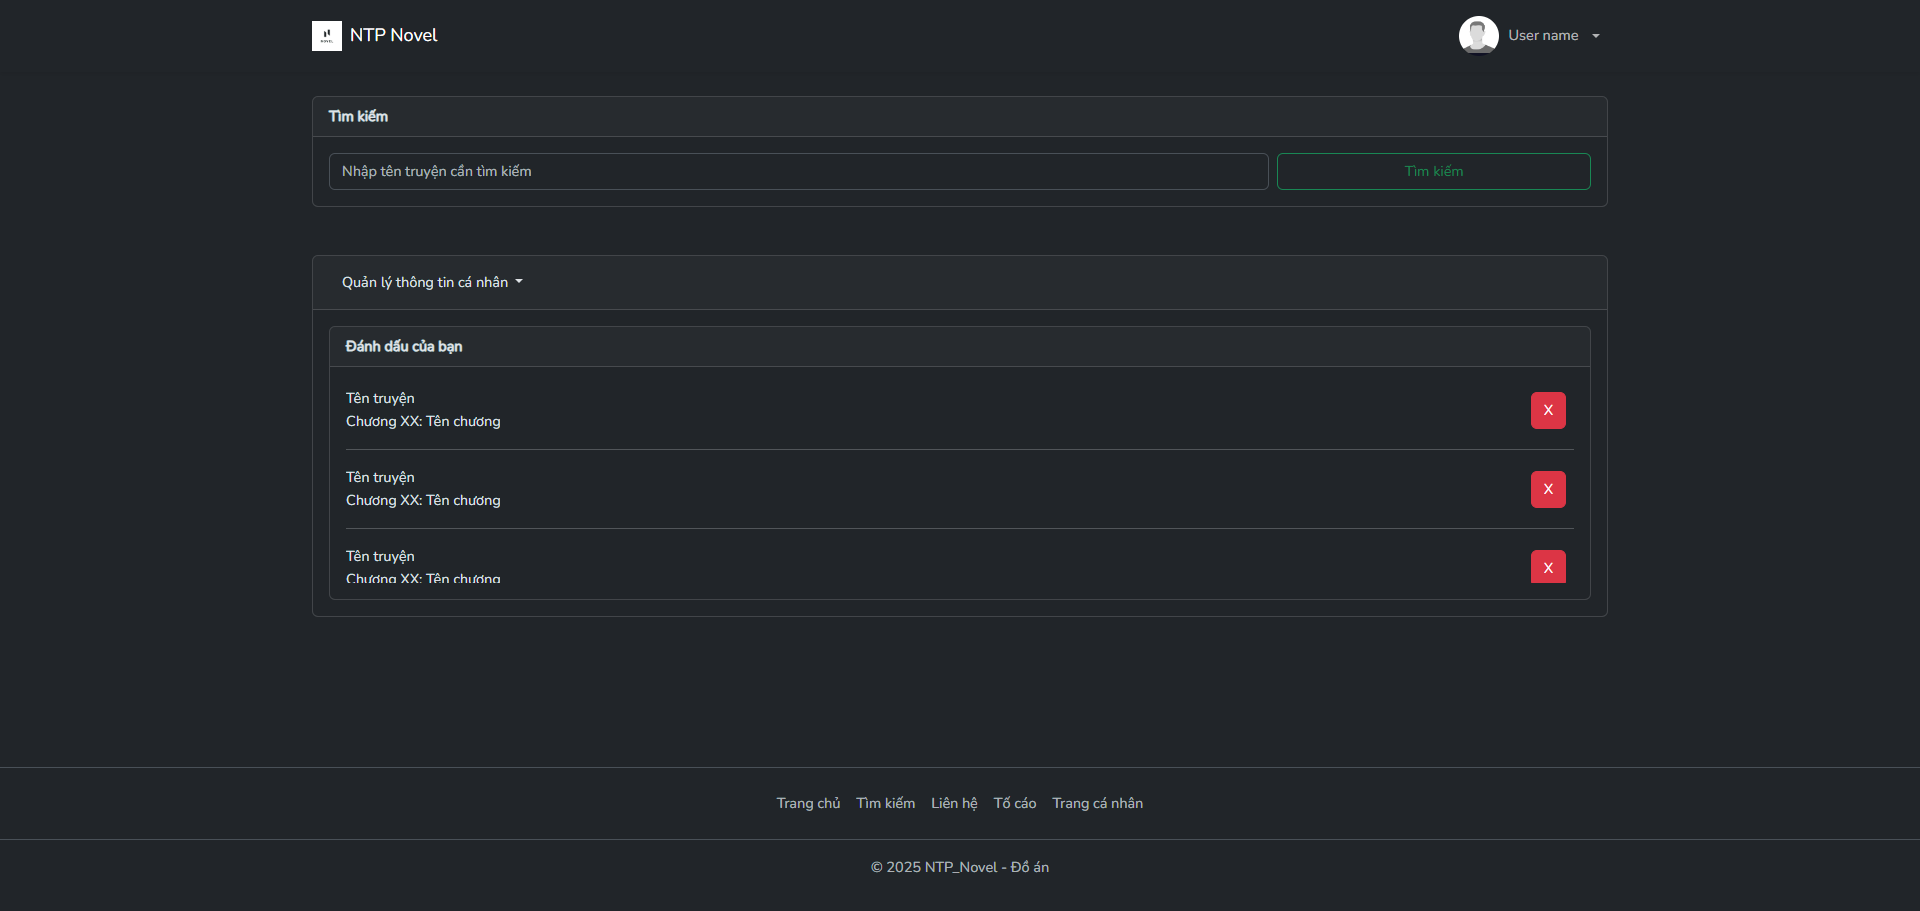 NOVEL
NTP Novel
User name
Tìm kiếm
Nhập tên truyện cần tìm kiếm
Tìm kiếm
Quản lý thông tin cá nhân
Đánh dấu của bạn
Tên truyện
Chương XX: Tên chương
X
Tên truyện
Chương XX: Tên chương
X
Tên truyện
Chương XX: Tên chương
X
Trang chủ Tìm kiếm Liên hệ Tố cáo Trang cá nhân
© 2025 NTP_Novel - Đồ án